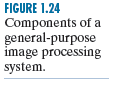 FIGURE 1.24
Components of a
general-purpose
image processing
system.